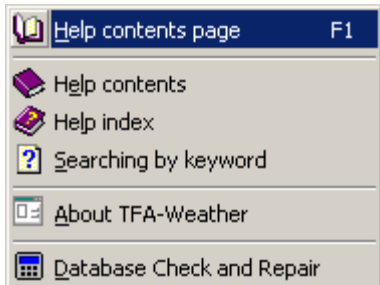 Help contents page F1
Help contents
Help index
Searching by keyword
About TFA-Weather
Database Check and Repair